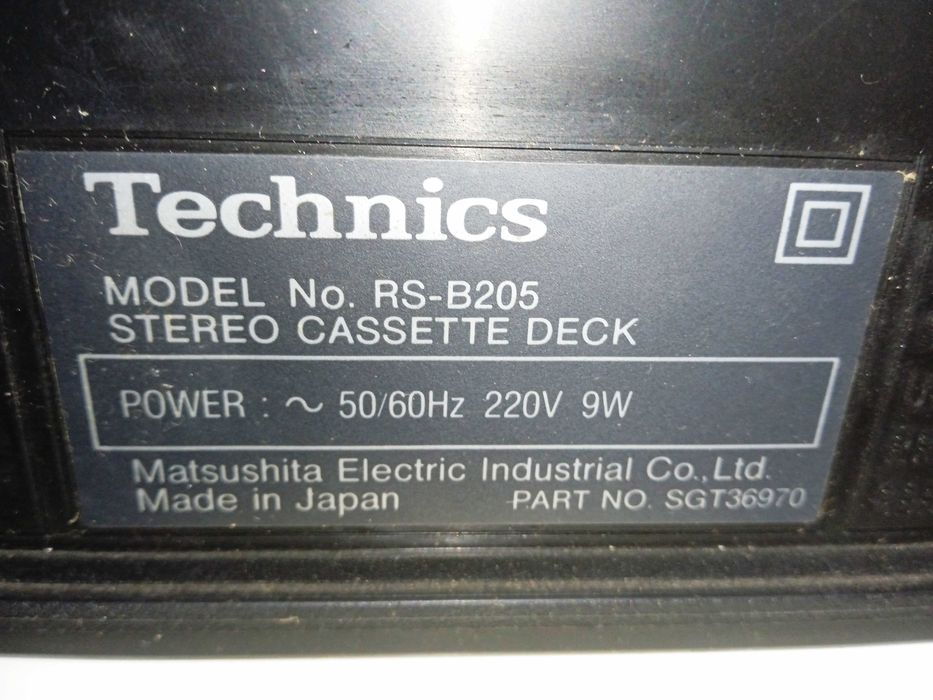 Technics
MODEL No. RS-B205
STEREO CASSETTE DECK
POWER : ～ 50/60Hz 220V 9W
Matsushita Electric Industrial Co.,Ltd.
Made in Japan PART NO. SGT36970